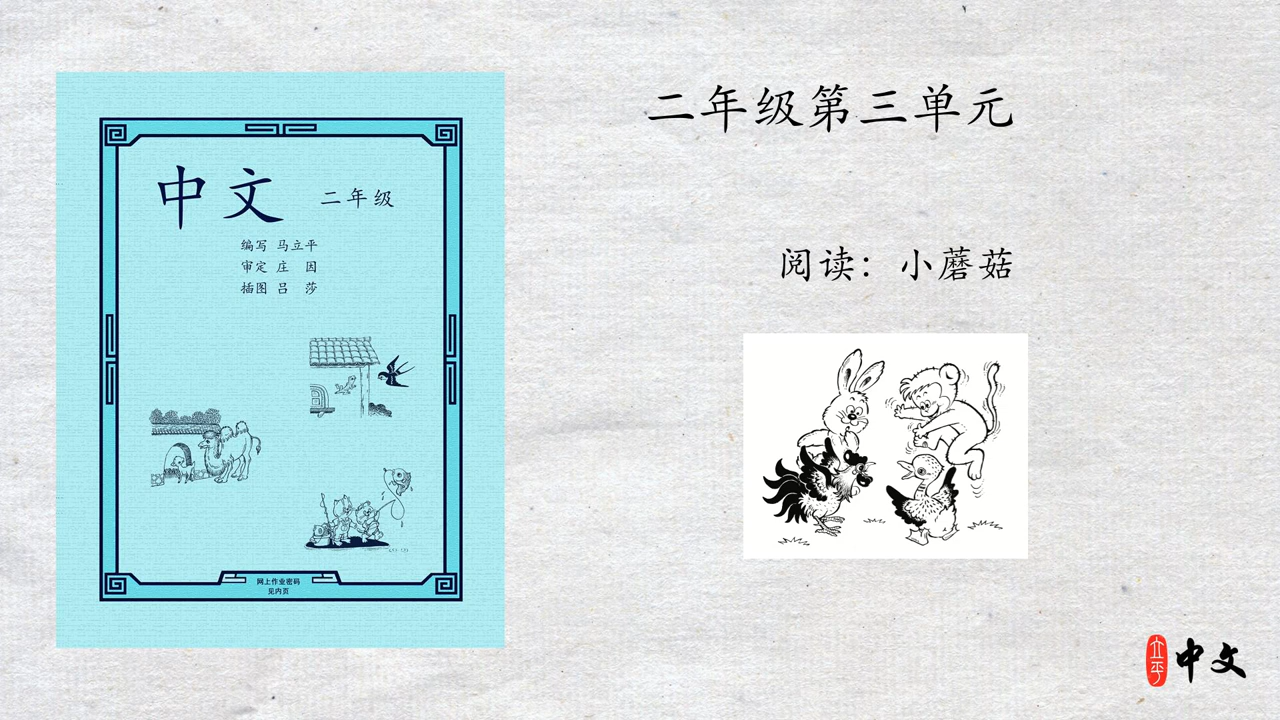 中文 二年级
编写 马立平
审定 庄 因
插图 吕 莎
网上作业密码
见内页
二年级第三单元
阅读：小蘑菇
立平 中文